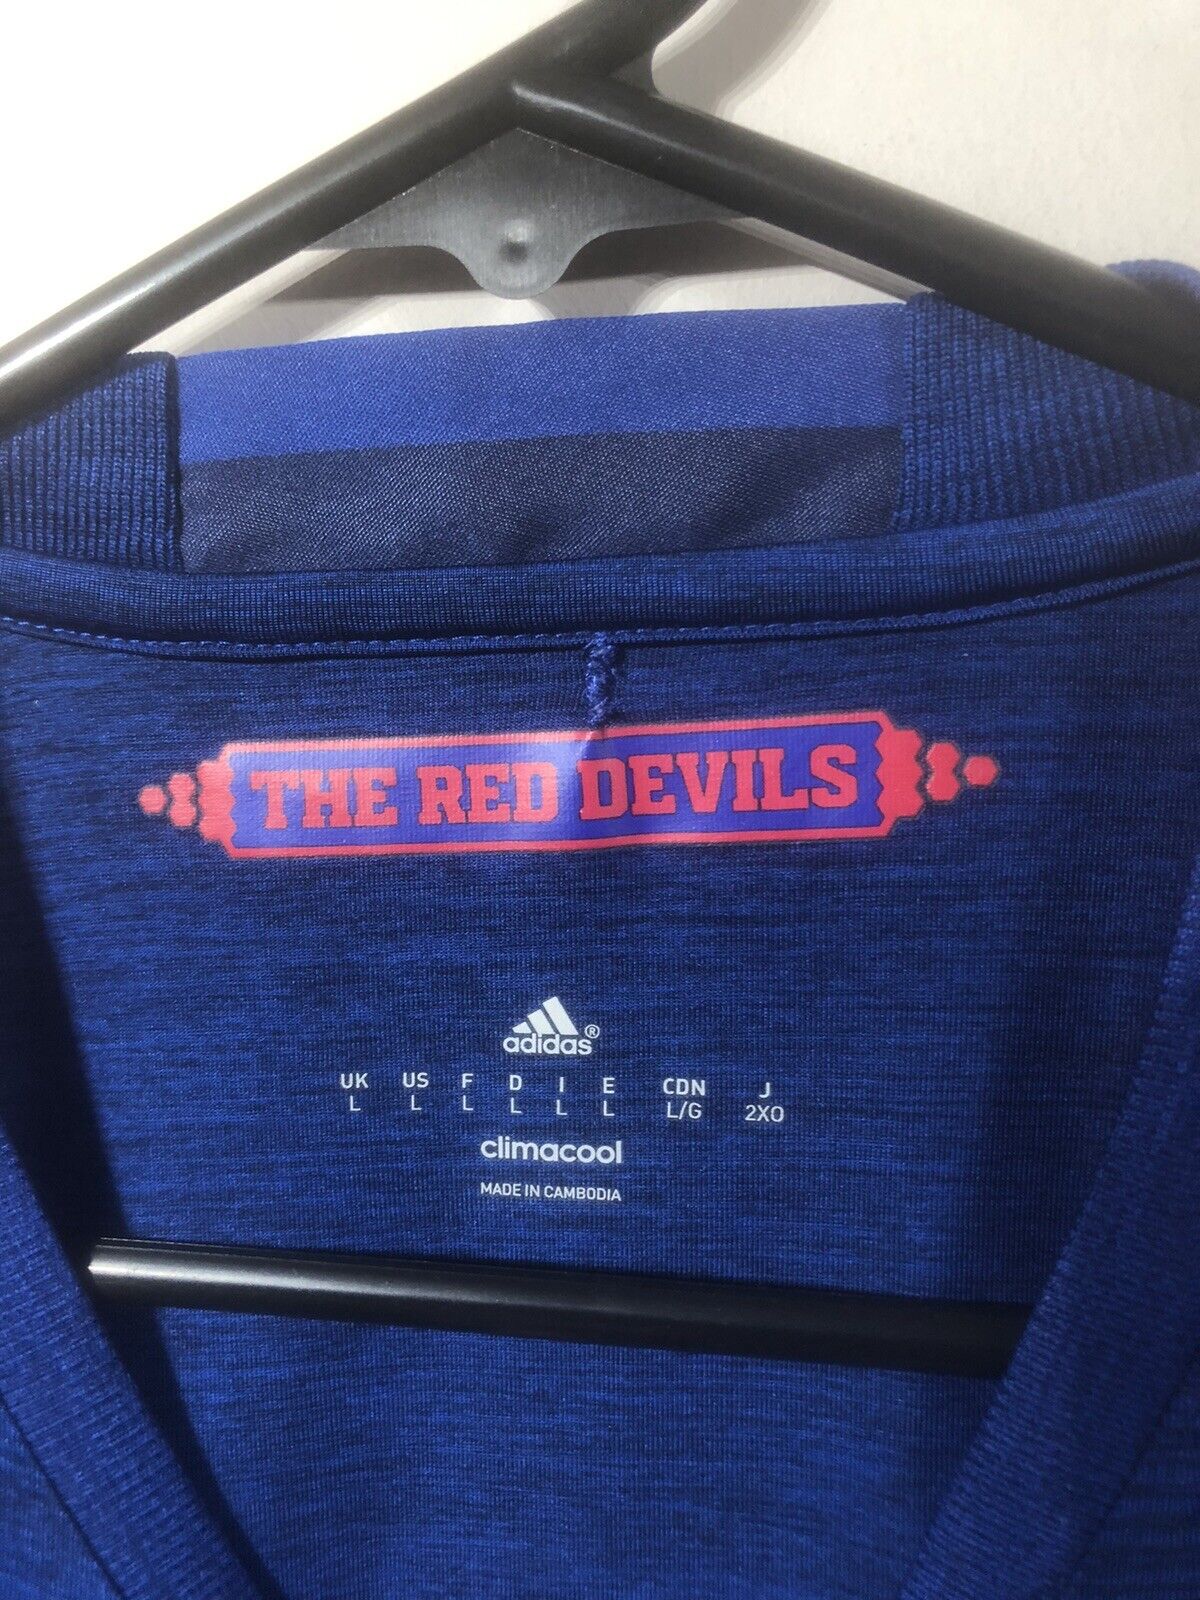 THE RED DEVILS
adidas®
UK US F D I E CDN J
L L L L L L L/G 2XO
climacool
MADE IN CAMBODIA